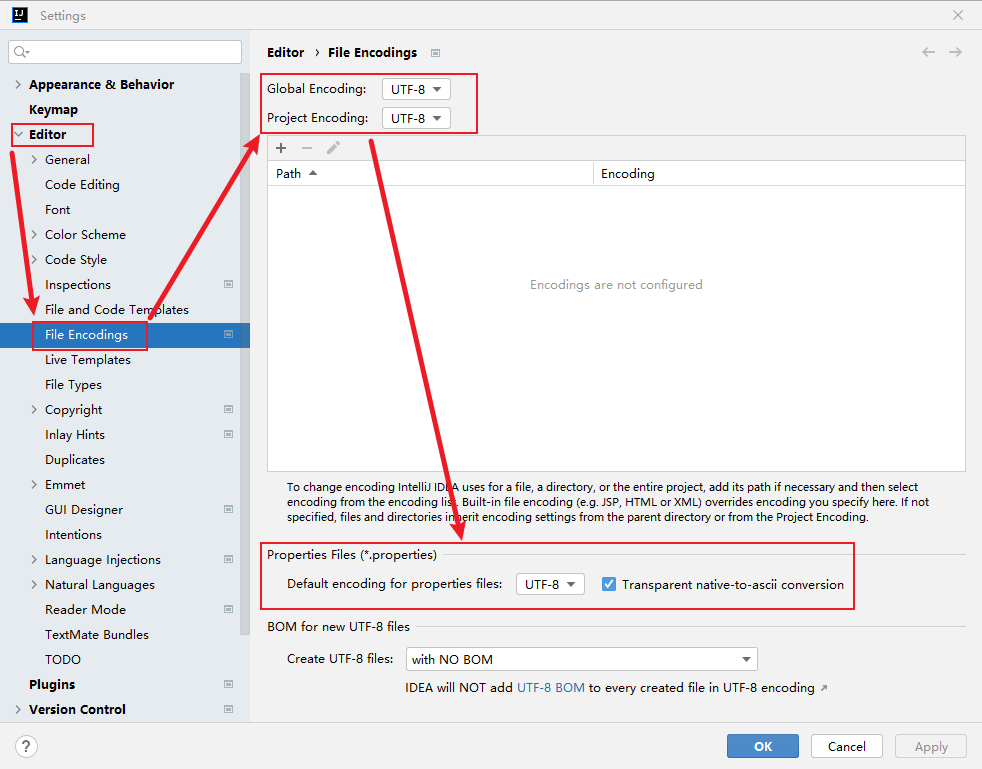 Settings
Editor › File Encodings
Appearance & Behavior
Keymap
Editor
General
Code Editing
Font
Color Scheme
Code Style
Inspections
File and Code Templates
File Encodings
Live Templates
File Types
Copyright
Inlay Hints
Duplicates
Emmet
GUI Designer
Intentions
Language Injections
Natural Languages
Reader Mode
TextMate Bundles
TODO
Plugins
Version Control
Global Encoding: UTF-8
Project Encoding: UTF-8
Path Encoding
Encodings are not configured
To change encoding IntelliJ IDEA uses for a file, a directory, or the entire project, add its path if necessary and then select
encoding from the encoding list. Built-in file encoding (e.g. JSP, HTML or XML) overrides encoding you specify here. If not
specified, files and directories inherit encoding settings from the parent directory or from the Project Encoding.
Properties Files (*.properties)
Default encoding for properties files: UTF-8 Transparent native-to-ascii conversion
BOM for new UTF-8 files
Create UTF-8 files: with NO BOM
IDEA will NOT add UTF-8 BOM to every created file in UTF-8 encoding ↗
? OK Cancel Apply